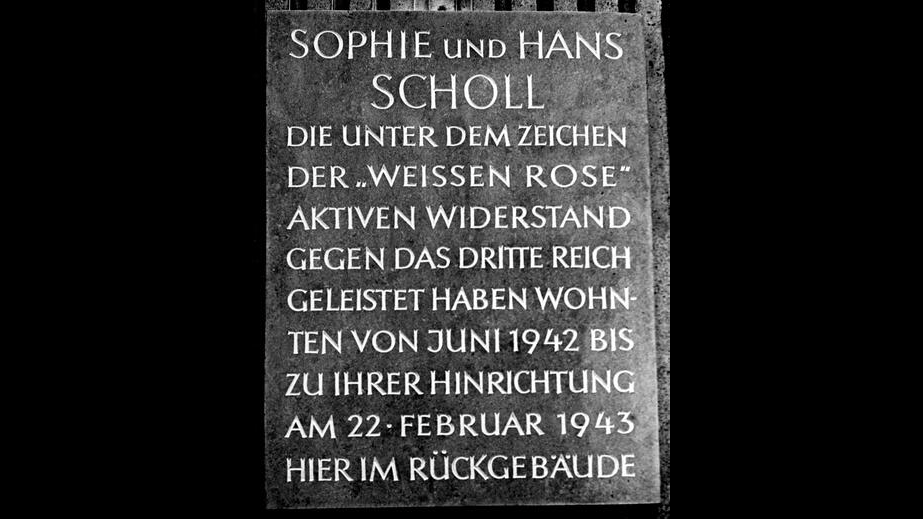 SOPHIE UND HANS
SCHOLL
DIE UNTER DEM ZEICHEN
DER „WEISSEN ROSE"
AKTIVEN WIDERSTAND
GEGEN DAS DRITTE REICH
GELEISTET HABEN WOHN-
TEN VON JUNI 1942 BIS
ZU IHRER HINRICHTUNG
AM 22·FEBRUAR 1943
HIER IM RÜCKGEBÄUDE